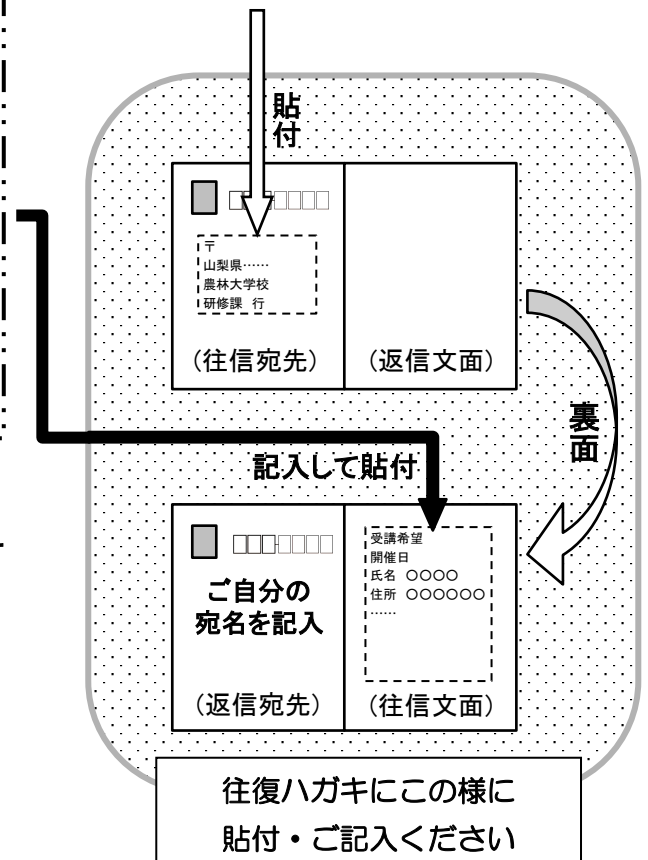 貼付
〒
山梨県……
農林大学校
研修課 行
(往信宛先)
(返信文面)
裏面
記入して貼付
ご自分の
宛名を記入
(返信宛先)
受講希望
開催日
氏名 ○○○○
住所 ○○○○○○
……
(往信文面)
往復ハガキにこの様に
貼付・ご記入ください